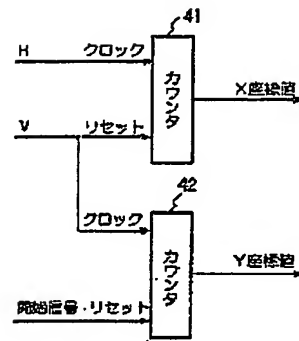 41
H
クロック
カウンタ
X座標値
V
リセット
42
クロック
カウンタ
Y座標値
開始信号・リセット